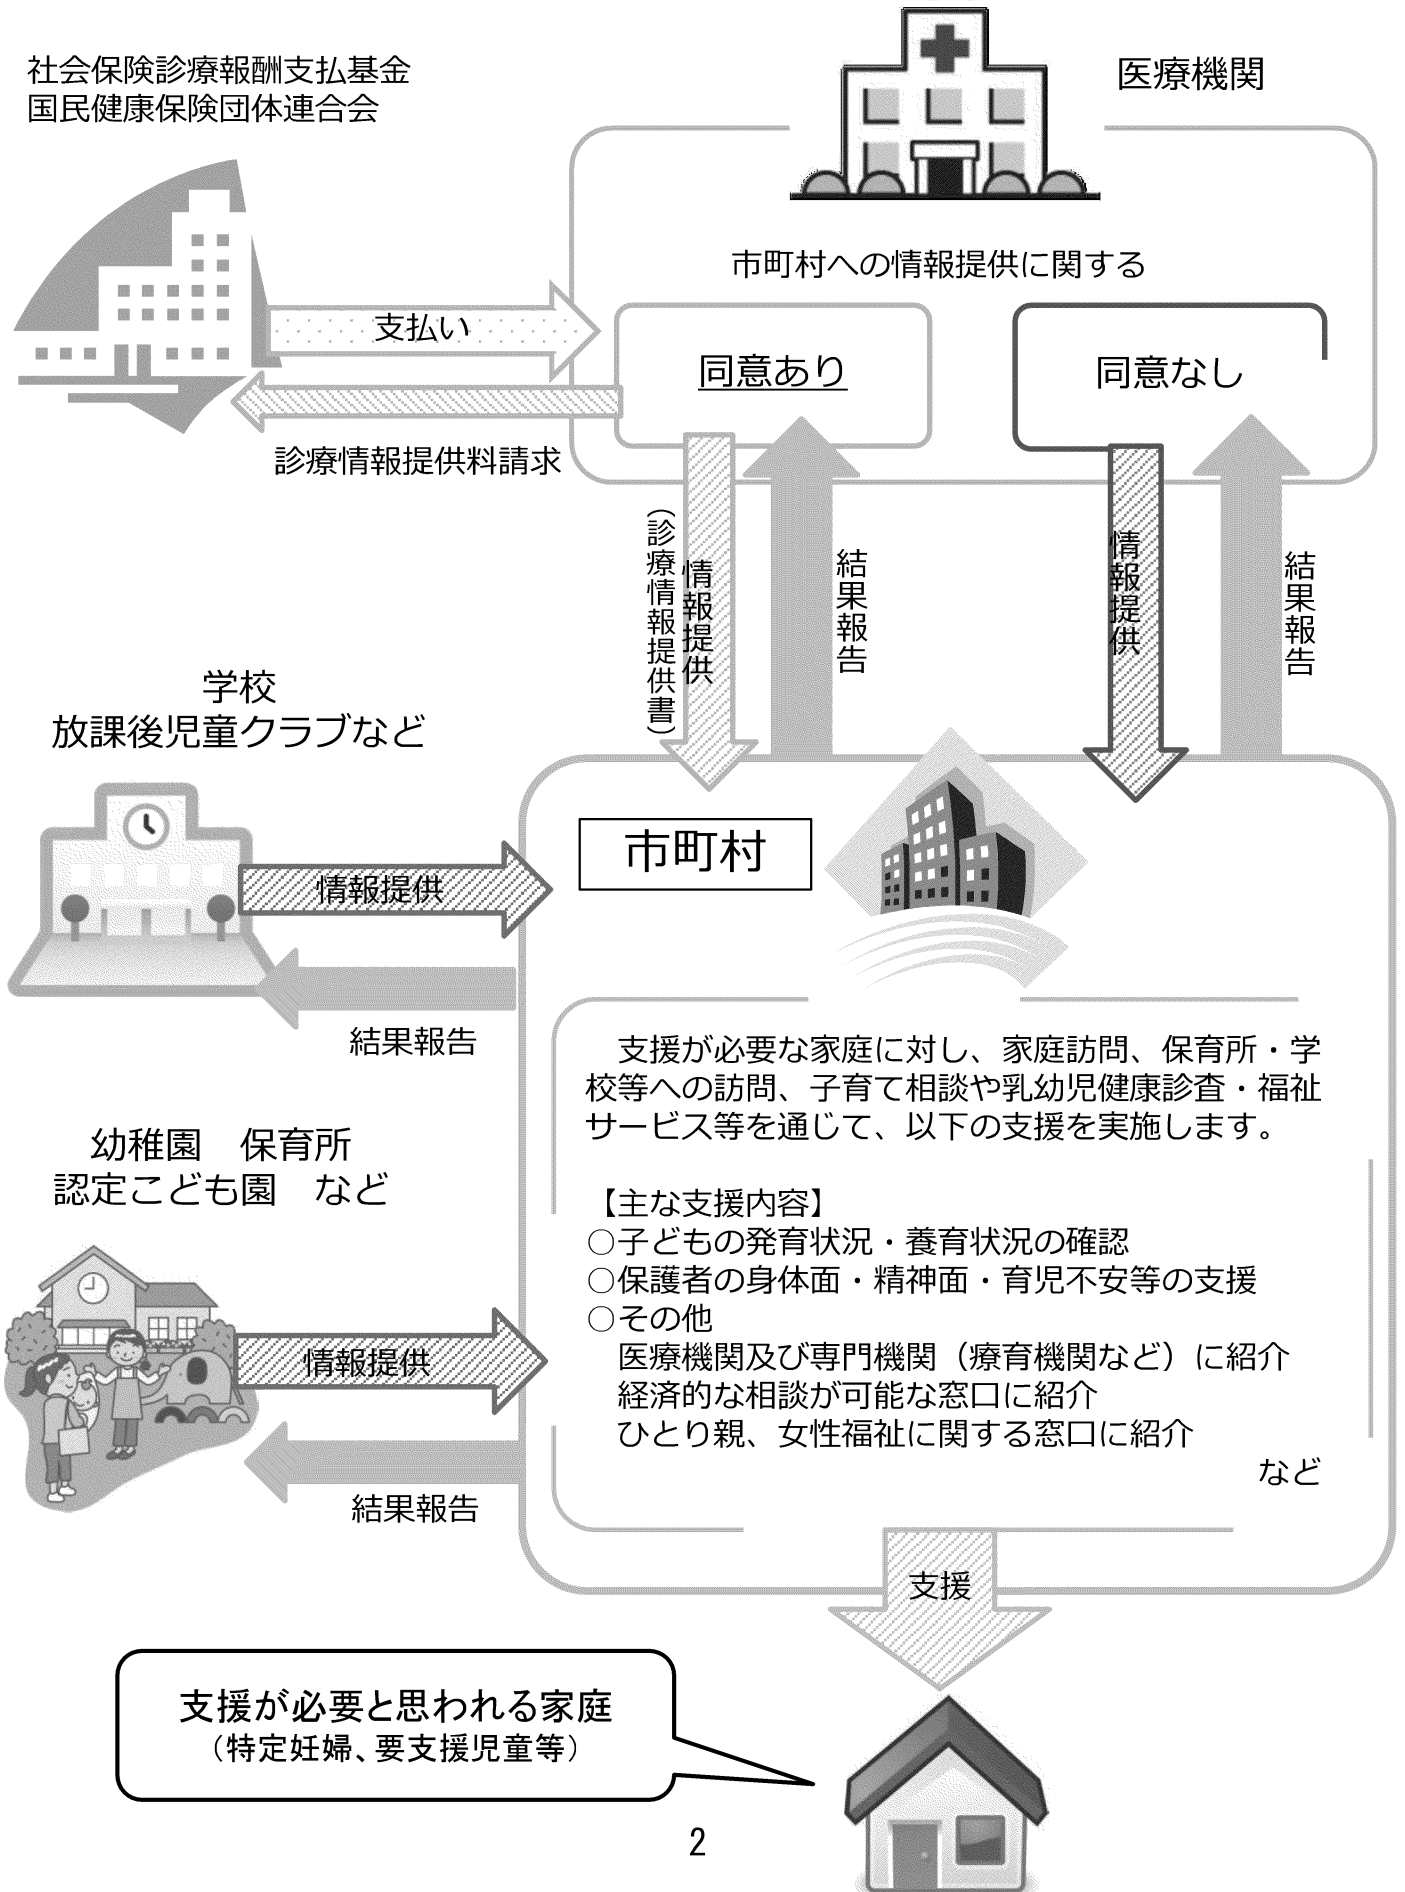 社会保険診療報酬支払基金
国民健康保険団体連合会
医療機関
市町村への情報提供に関する
支払い
同意あり
同意なし
診療情報提供料請求
（診療情報提供書）
情報提供
結果報告
情報提供
結果報告
学校
放課後児童クラブなど
市町村
情報提供
結果報告
支援が必要な家庭に対し、家庭訪問、保育所・学
校等への訪問、子育て相談や乳幼児健康診査・福祉
サービス等を通じて、以下の支援を実施します。
幼稚園　保育所
認定こども園　など
【主な支援内容】
○子どもの発育状況・養育状況の確認
○保護者の身体面・精神面・育児不安等の支援
○その他
医療機関及び専門機関（療育機関など）に紹介
経済的な相談が可能な窓口に紹介
ひとり親、女性福祉に関する窓口に紹介
など
情報提供
結果報告
支援
支援が必要と思われる家庭
（特定妊婦、要支援児童等）
2